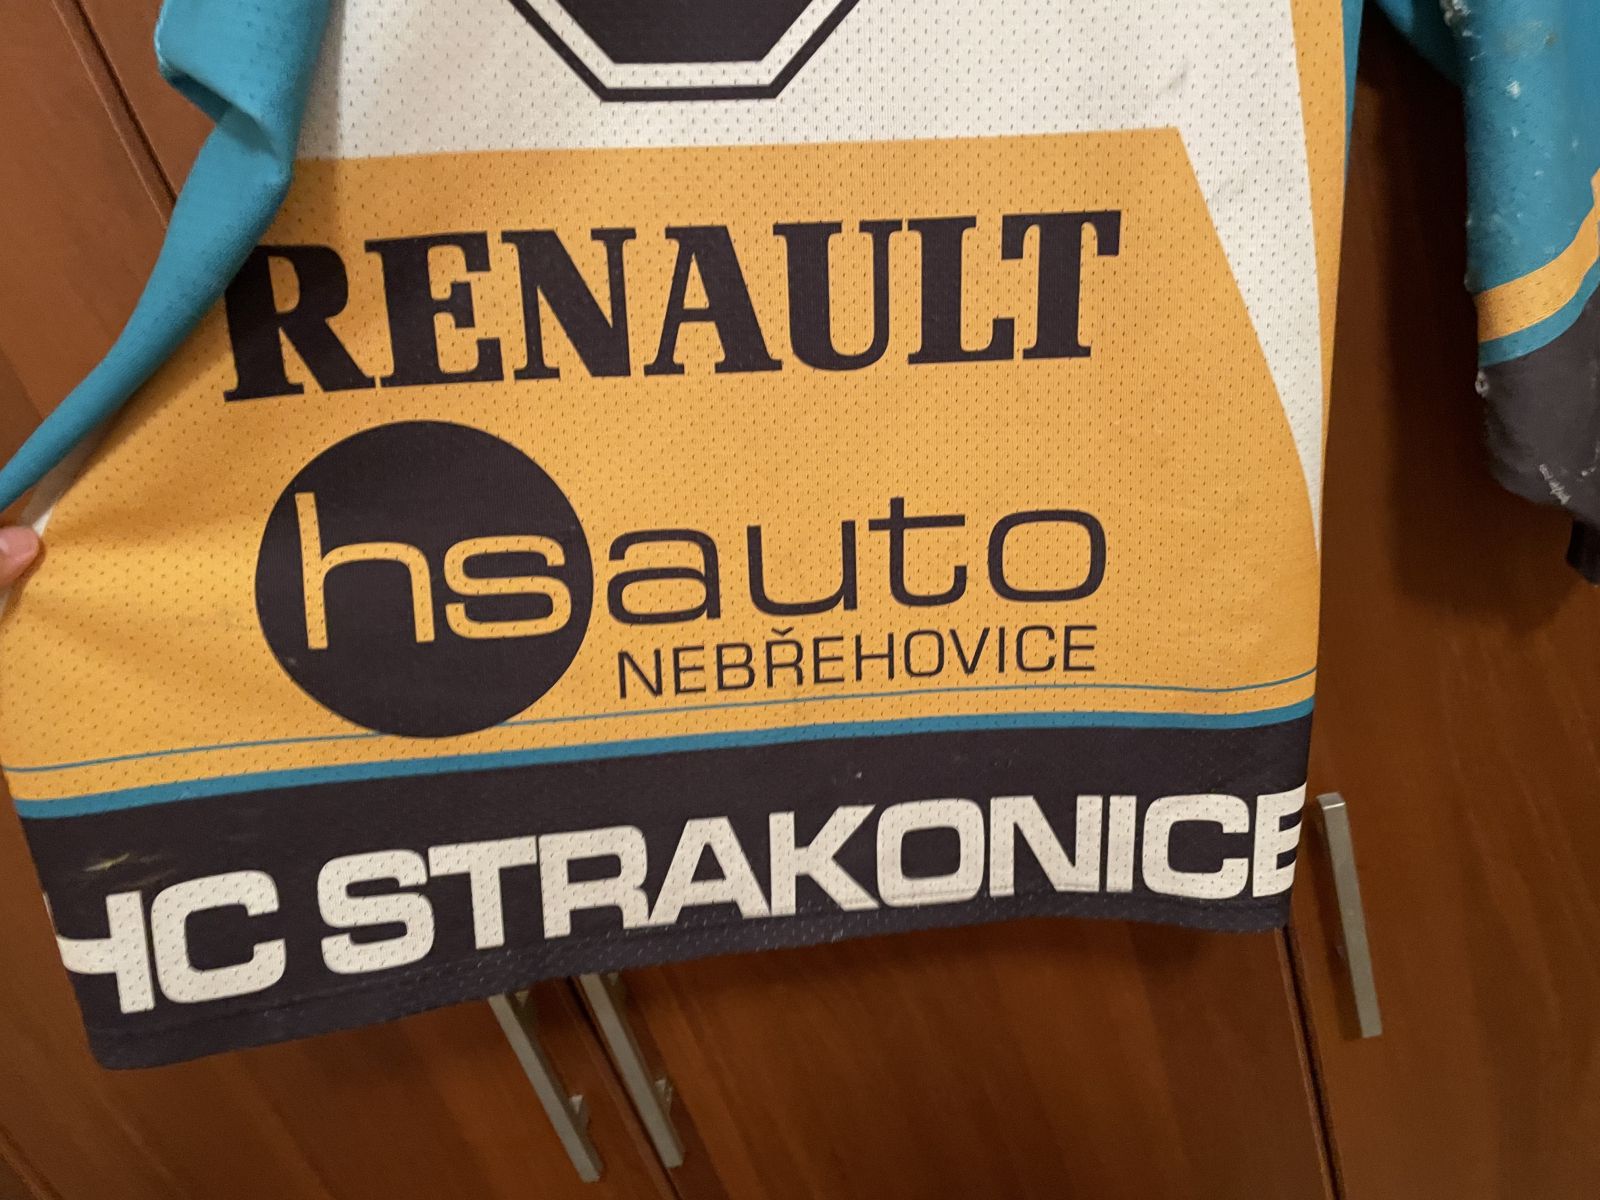 RENAULT
hsauto
NEBŘEHOVICE
HC STRAKONICE